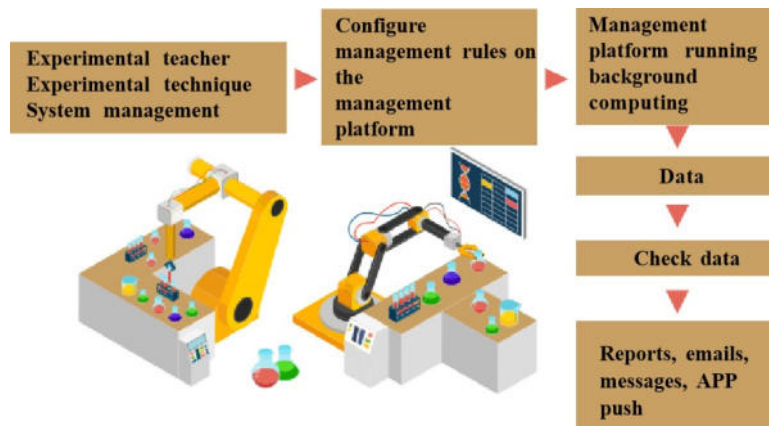 Experimental teacher
Experimental technique
System management
Configure
management rules on
the
management
platform
Management
platform running
background
computing
Data
Check data
Reports, emails,
messages, APP
push